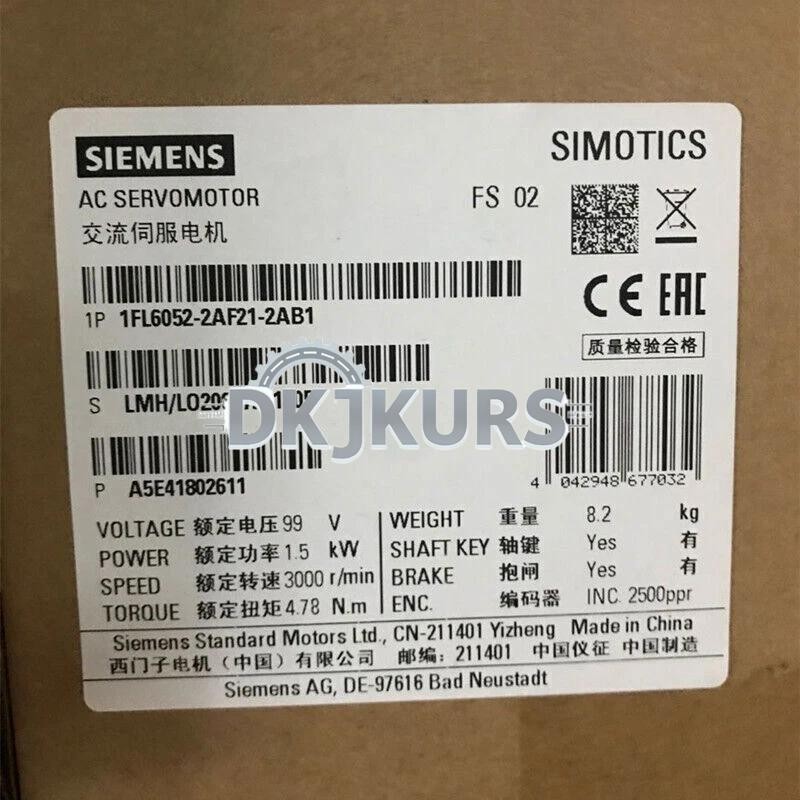 SIEMENS
SIMOTICS
AC SERVOMOTOR
FS 02
交流伺服电机
CE EAC
1P 1FL6052-2AF21-2AB1
质量检验合格
S
DKJKURS
P A5E41802611
4 042948 677032
VOLTAGE 额定电压 99 V
POWER 额定功率 1.5 kW
SPEED 额定转速 3000 r/min
TORQUE 额定扭矩 4.78 N.m
WEIGHT 重量 8.2 kg
SHAFT KEY 轴键 Yes 有
BRAKE 抱闸 Yes 有
ENC. 编码器 INC. 2500ppr
Siemens Standard Motors Ltd., CN-211401 Yizheng Made in China
西门子电机（中国）有限公司 邮编: 211401 中国仪征 中国制造
Siemens AG, DE-97616 Bad Neustadt